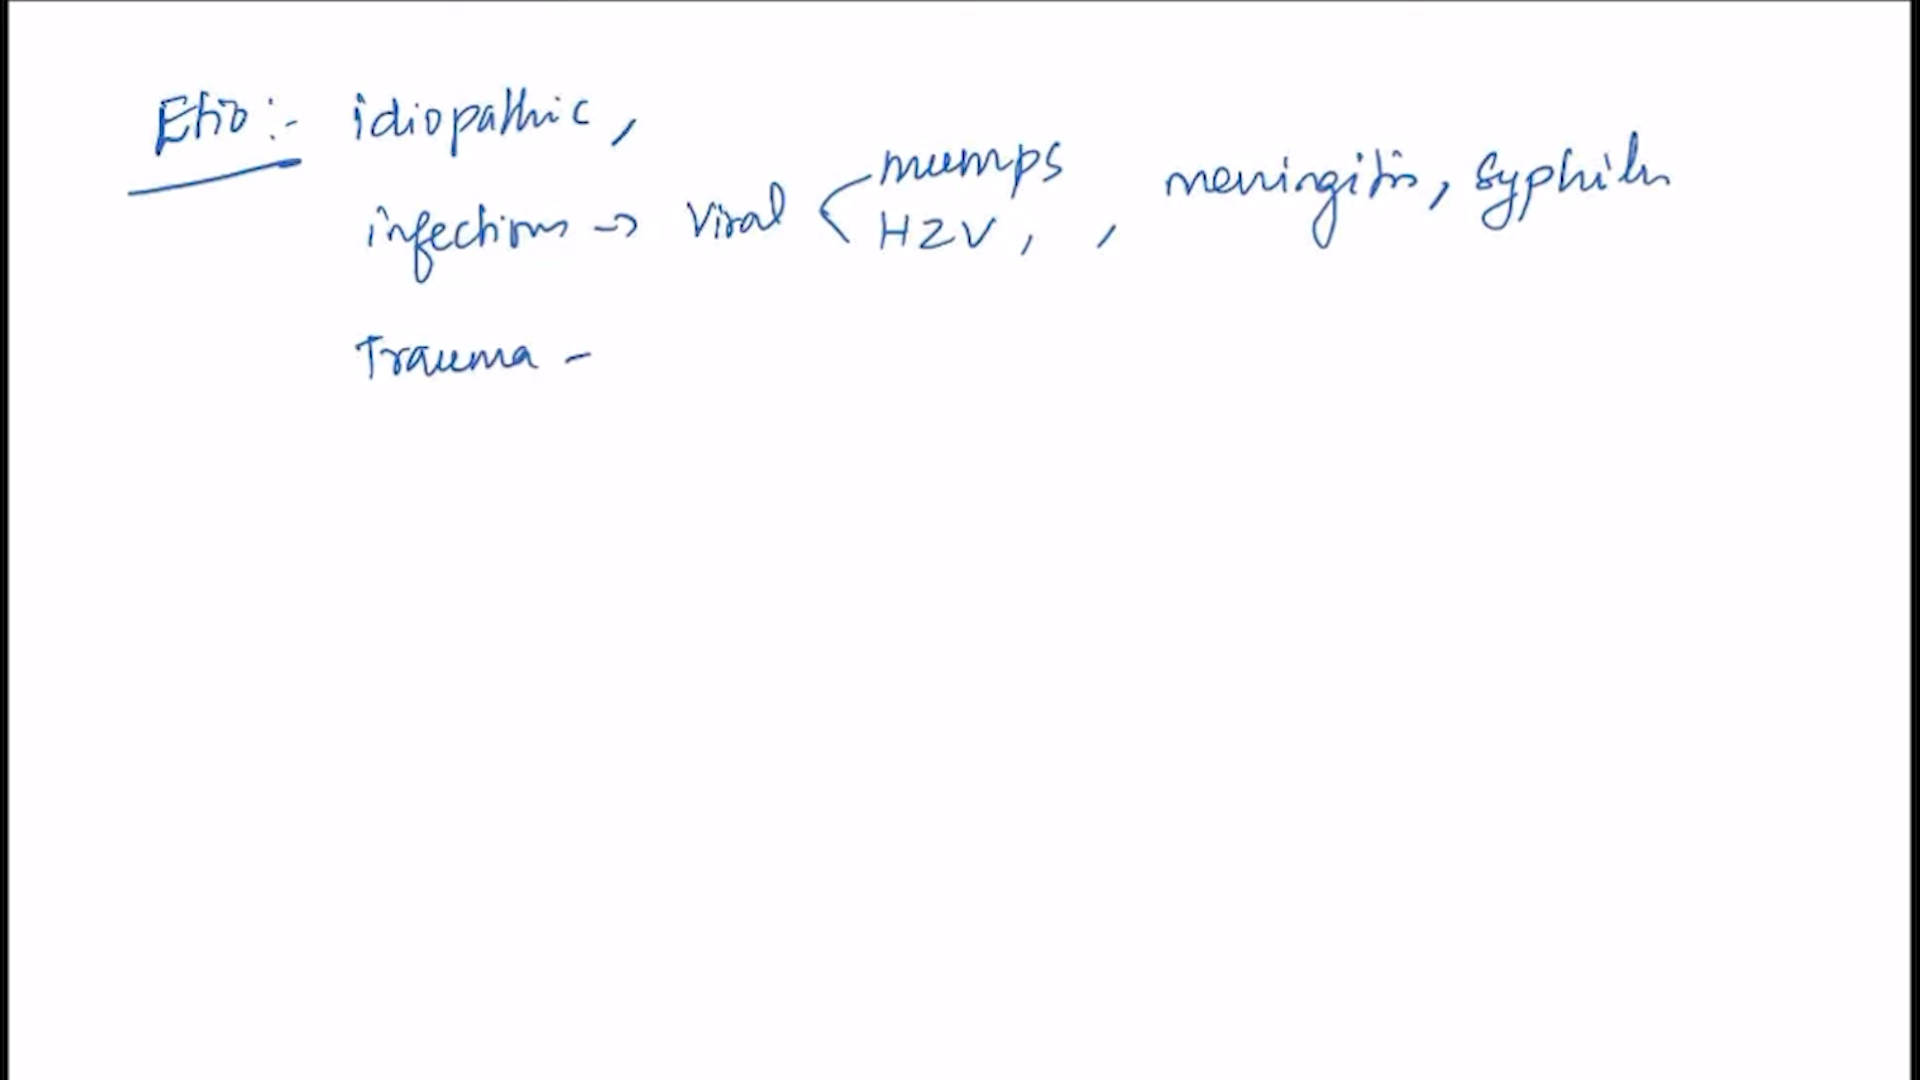 Etio :- idiopathic,
infections → Viral < mumps
HZV, , meningitis, Syphilis
Trauma -